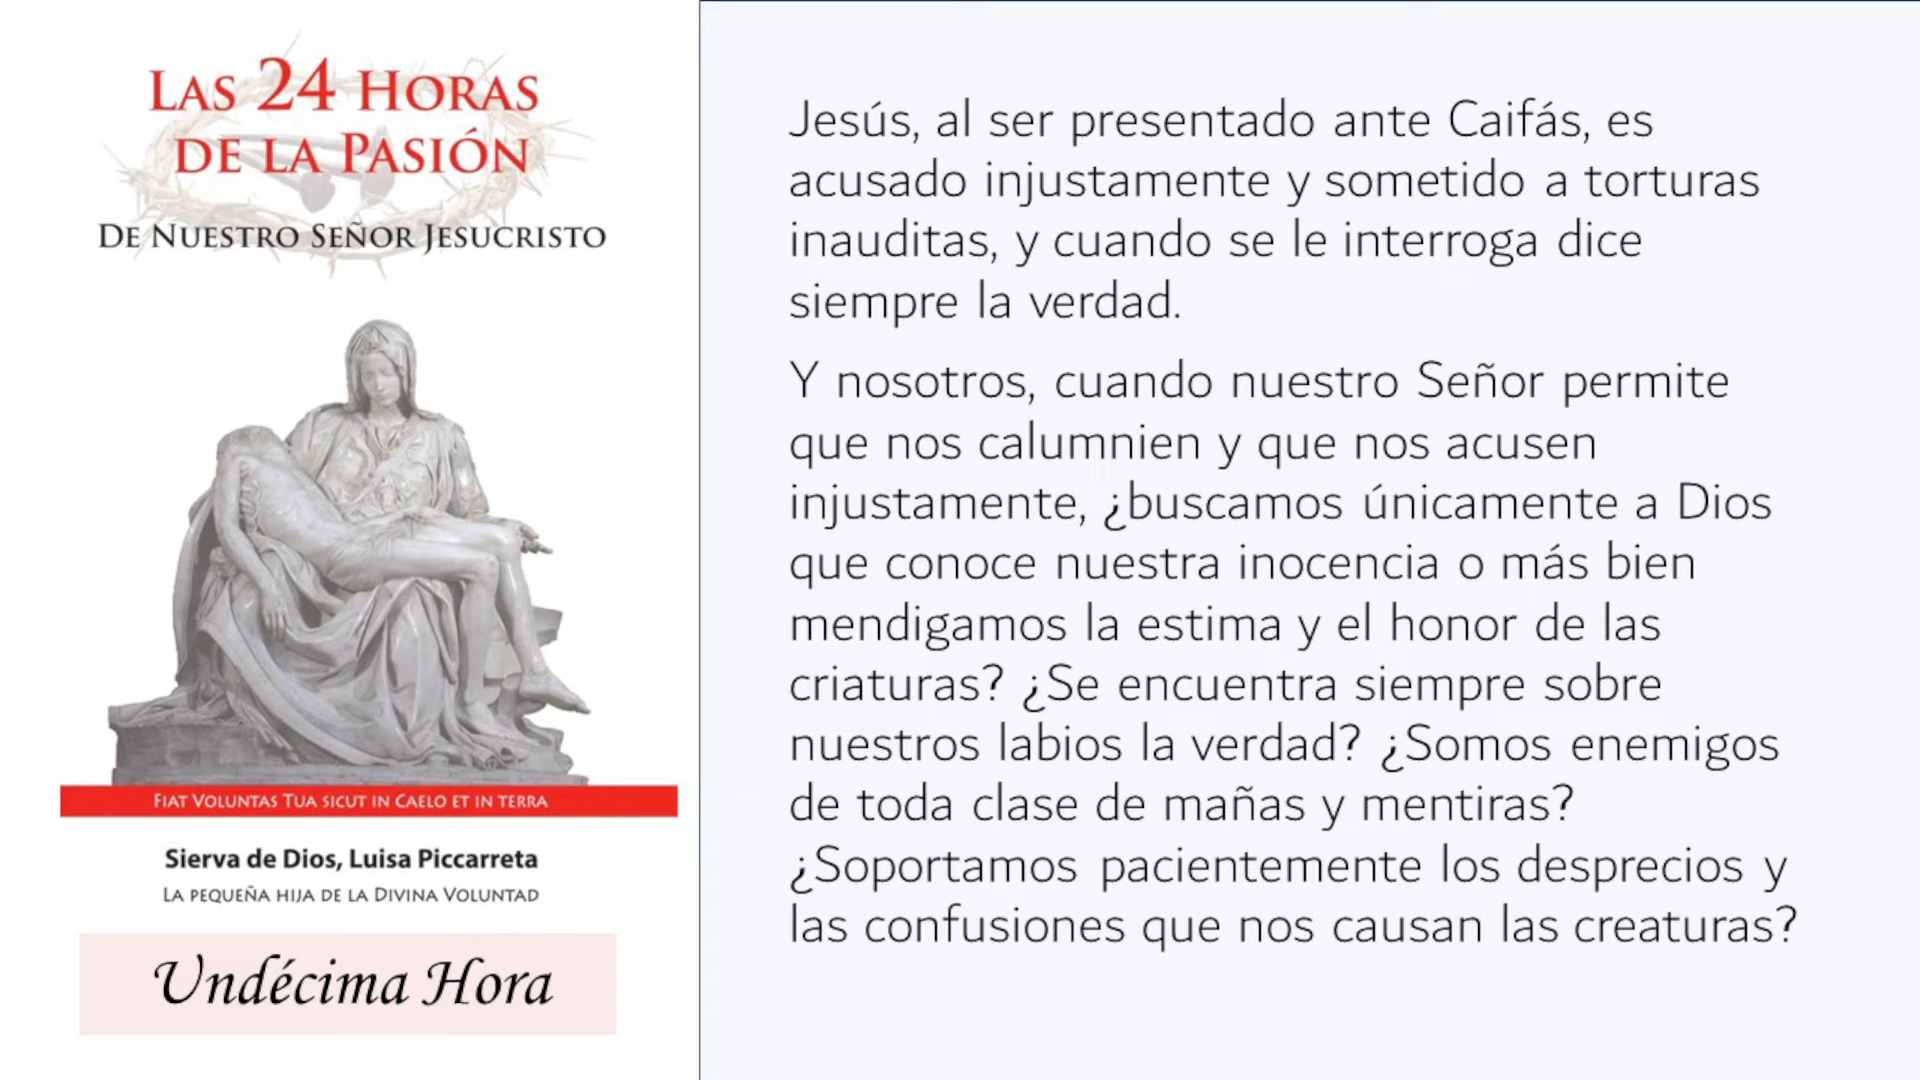 Las 24 Horas
de la Pasión
De Nuestro Señor Jesucristo
Fiat Voluntas Tua sicut in Caelo et in terra
Sierva de Dios, Luisa Piccarreta
La pequeña hija de la Divina Voluntad
Undécima Hora
Jesús, al ser presentado ante Caifás, es
acusado injustamente y sometido a torturas
inauditas, y cuando se le interroga dice
siempre la verdad.
Y nosotros, cuando nuestro Señor permite
que nos calumnien y que nos acusen
injustamente, ¿buscamos únicamente a Dios
que conoce nuestra inocencia o más bien
mendigamos la estima y el honor de las
criaturas? ¿Se encuentra siempre sobre
nuestros labios la verdad? ¿Somos enemigos
de toda clase de mañas y mentiras?
¿Soportamos pacientemente los desprecios y
las confusiones que nos causan las creaturas?